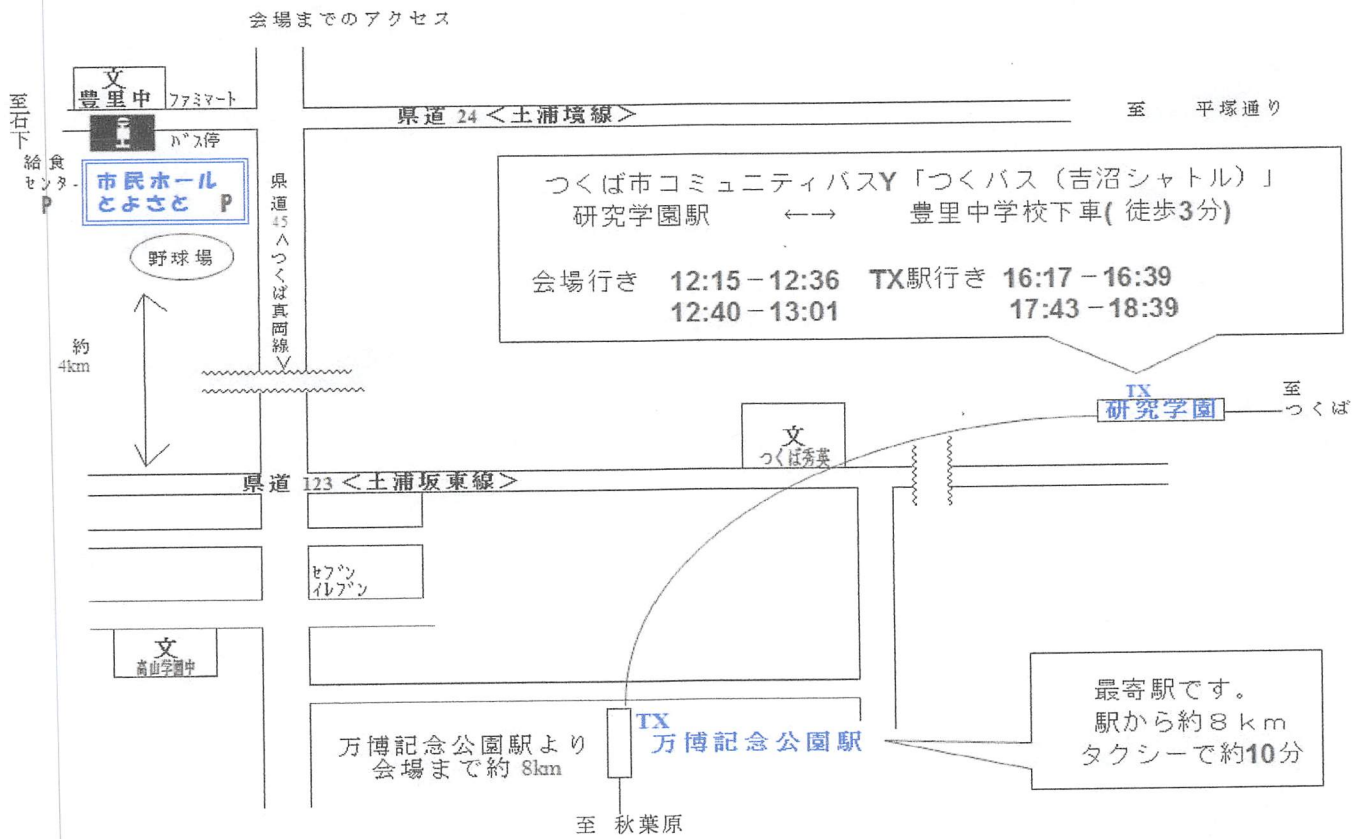 会場までのアクセス
文
豊里中
ファミマート
至石下
バス停
県道 24 <土浦境線>
至 平塚通り
給食
センター
P
市民ホール
とよさと P
県道45<つくば真岡線>
野球場
約
4km
つくば市コミュニティバスY「つくバス（吉沼シャトル）」
研究学園駅 ←→ 豊里中学校下車( 徒歩3分)
会場行き 12:15－12:36 TX駅行き 16:17－16:39
12:40－13:01 17:43－18:39
TX
研究学園
至
つくば
文
つくば秀英
県道 123 <土浦坂東線>
セブン
イレブン
文
高山学園中
TX
万博記念公園駅
万博記念公園駅より
会場まで約 8km
最寄駅です。
駅から約８ｋｍ
タクシーで約10分
至 秋葉原